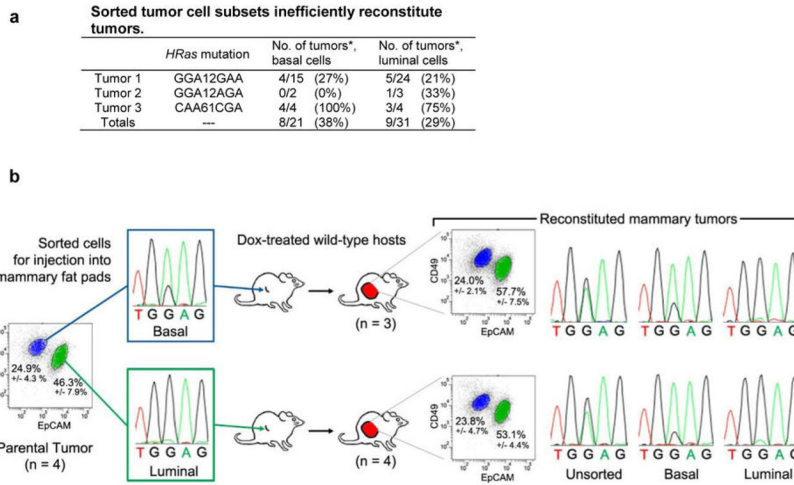 a
Sorted tumor cell subsets inefficiently reconstitute
tumors.
HRas mutation
No. of tumors*,
basal cells
No. of tumors*,
luminal cells
Tumor 1 GGA12GAA 4/15 (27%) 5/24 (21%)
Tumor 2 GGA12AGA 0/2 (0%) 1/3 (33%)
Tumor 3 CAA61CGA 4/4 (100%) 3/4 (75%)
Totals --- 8/21 (38%) 9/31 (29%)
b
Sorted cells
for injection into
mammary fat pads
24.9%
+/- 4.3 %
46.3%
+/- 7.9%
EpCAM
Parental Tumor
(n = 4)
T G G A G
Basal
T G G A G
Luminal
Dox-treated wild-type hosts
(n = 3)
(n = 4)
Reconstituted mammary tumors
CD49
24.0%
+/- 2.1%
57.7%
+/- 7.5%
EpCAM
T G G A G
T G G A G
T G G A G
CD49
23.8%
+/- 4.7%
53.1%
+/- 4.4%
EpCAM
T G G A G
T G G A G
T G G A G
Unsorted
Basal
Luminal